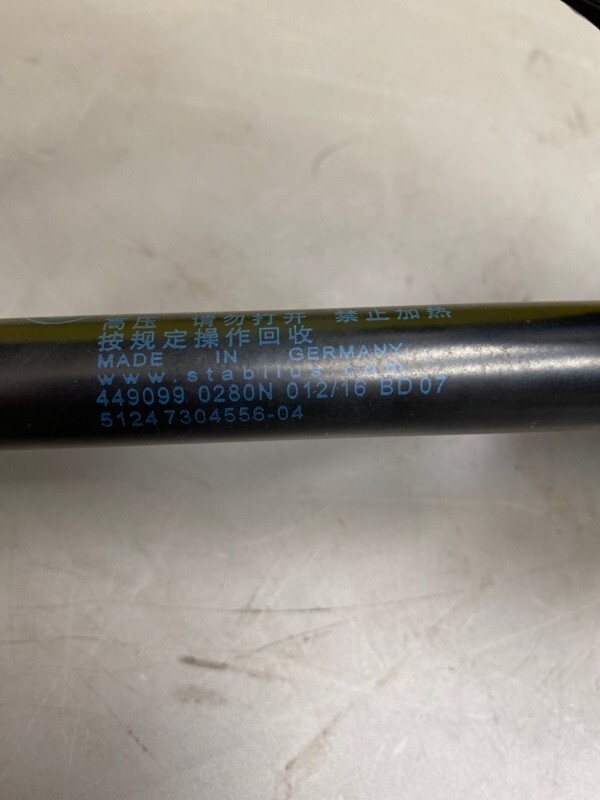 高压 请勿打开 禁止加热
按规定操作回收
MADE IN GERMANY
www.stabilus.com
449099 0280N 012/16 BD07
51247304556-04